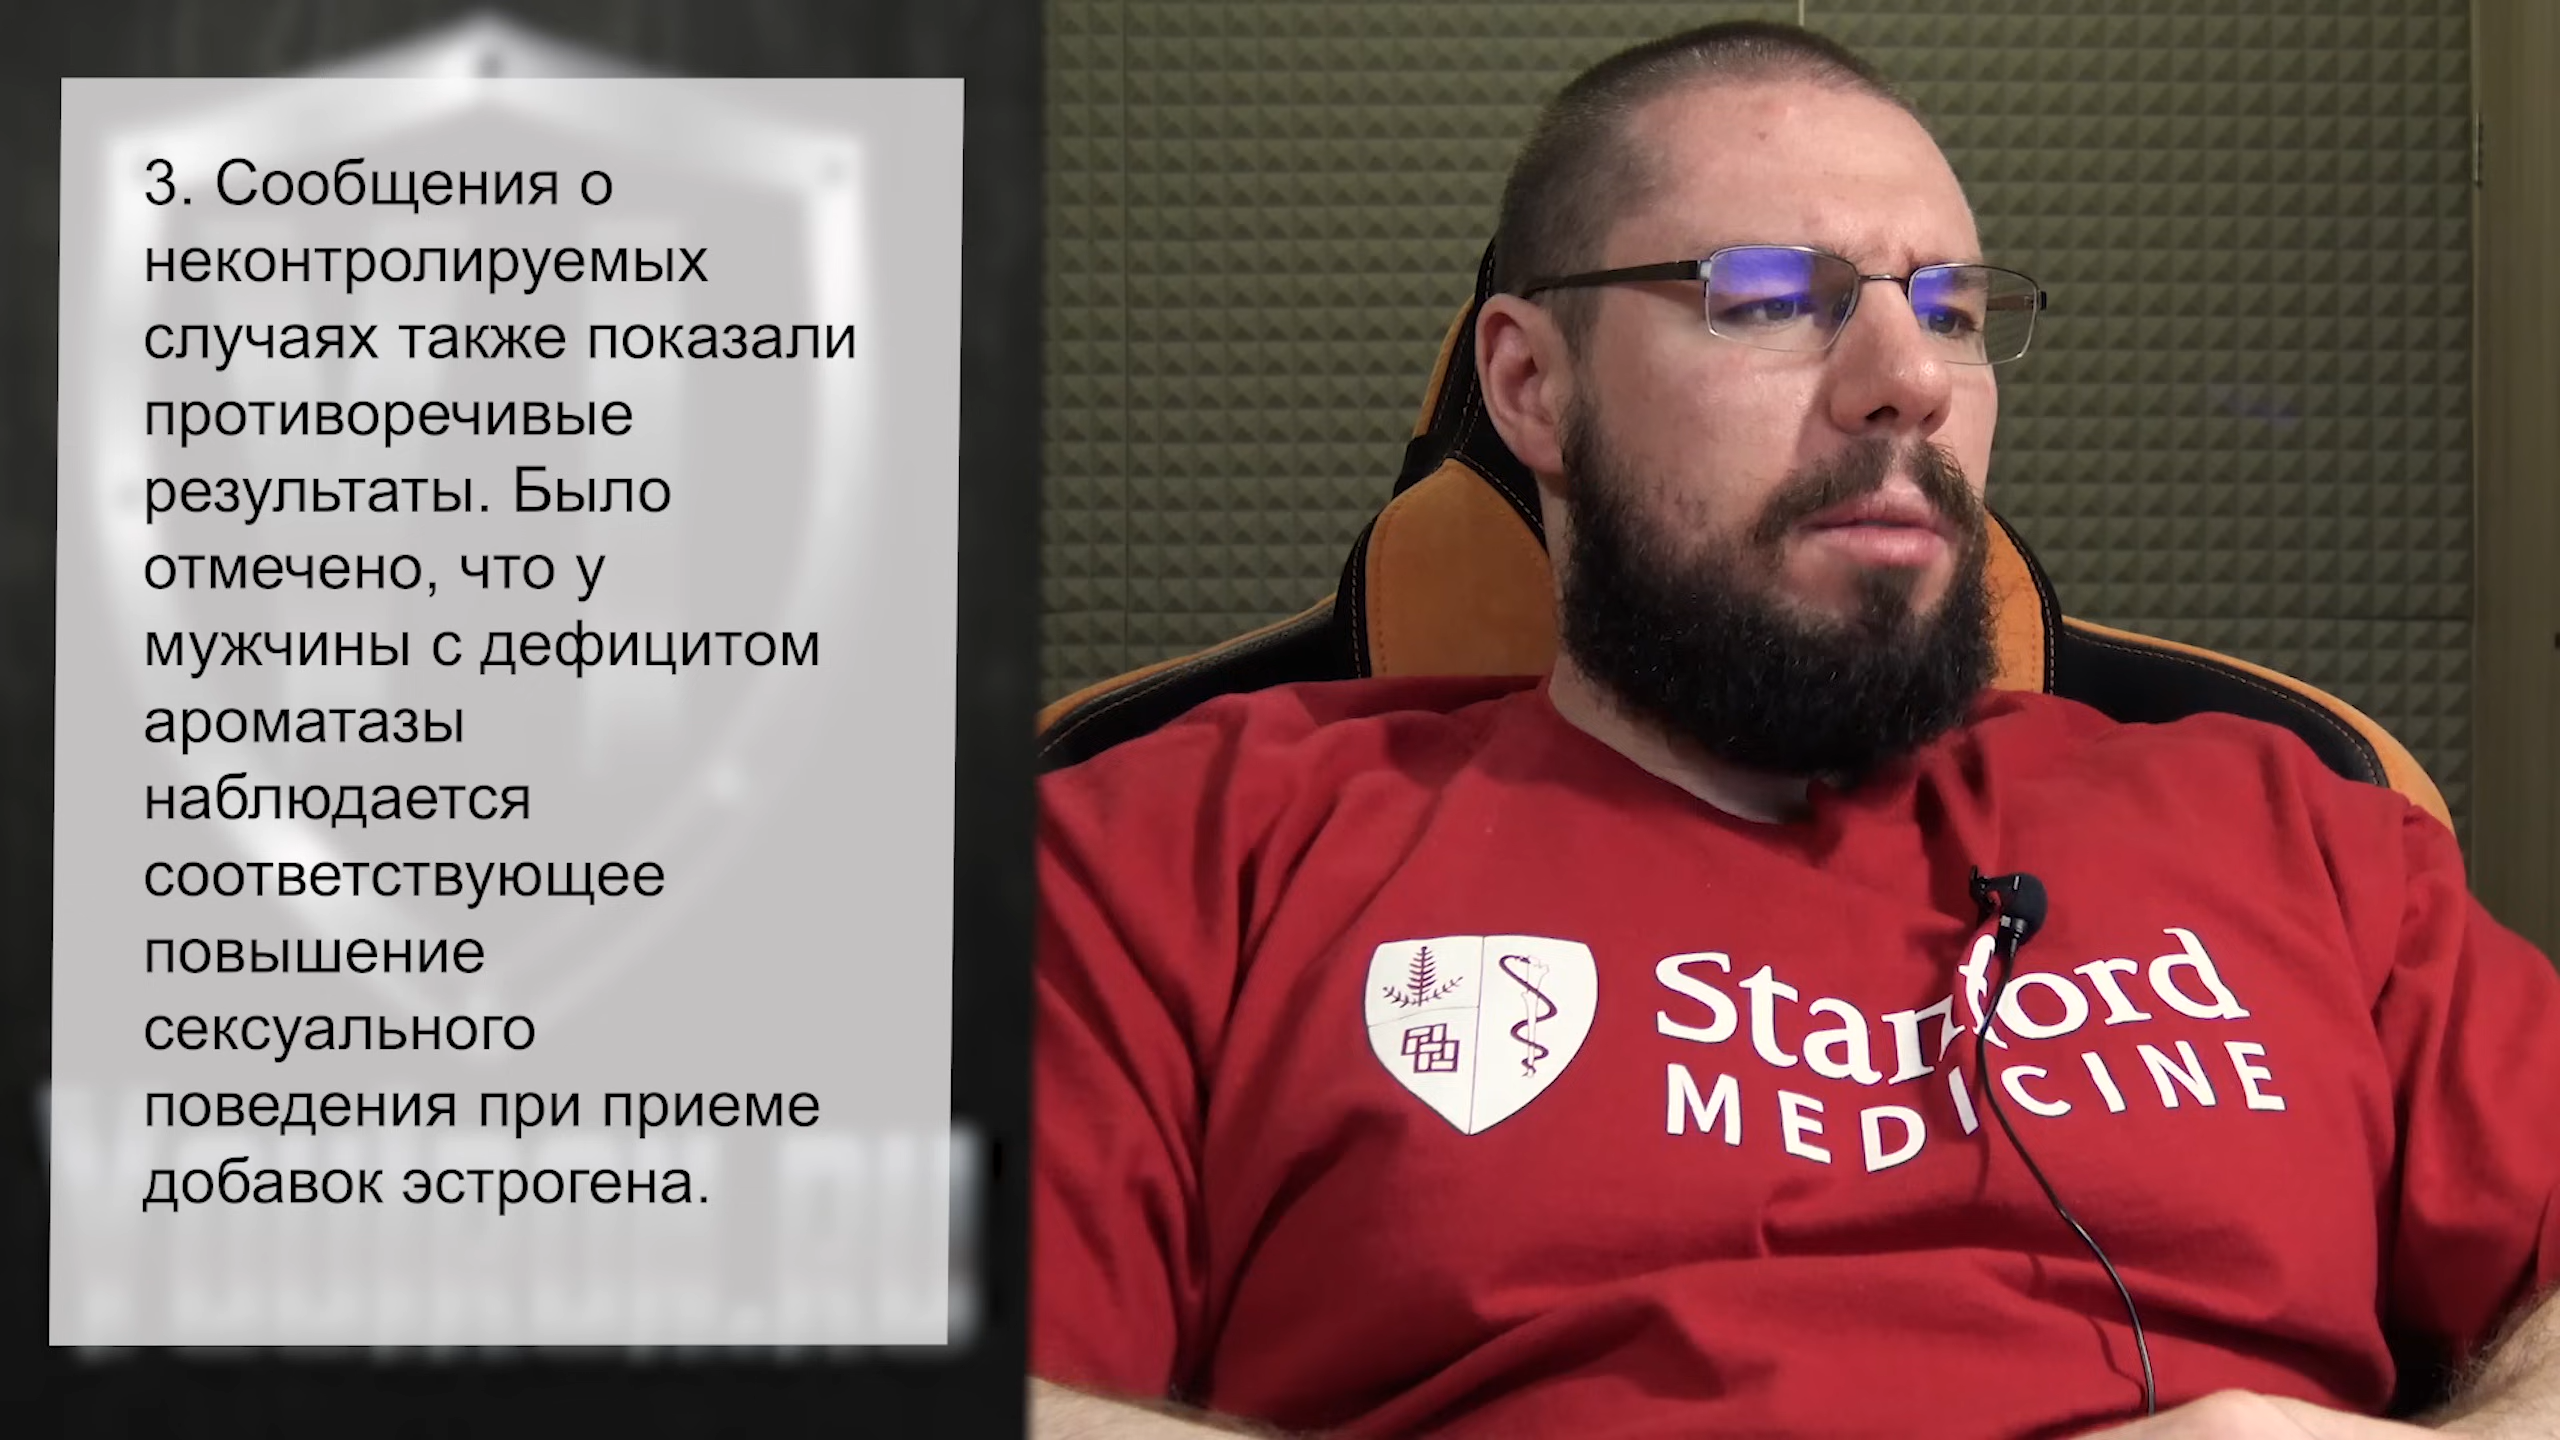 3. Сообщения о
неконтролируемых
случаях также показали
противоречивые
результаты. Было
отмечено, что у
мужчины с дефицитом
ароматазы
наблюдается
соответствующее
повышение
сексуального
поведения при приеме
добавок эстрогена.
Stanford
MEDICINE